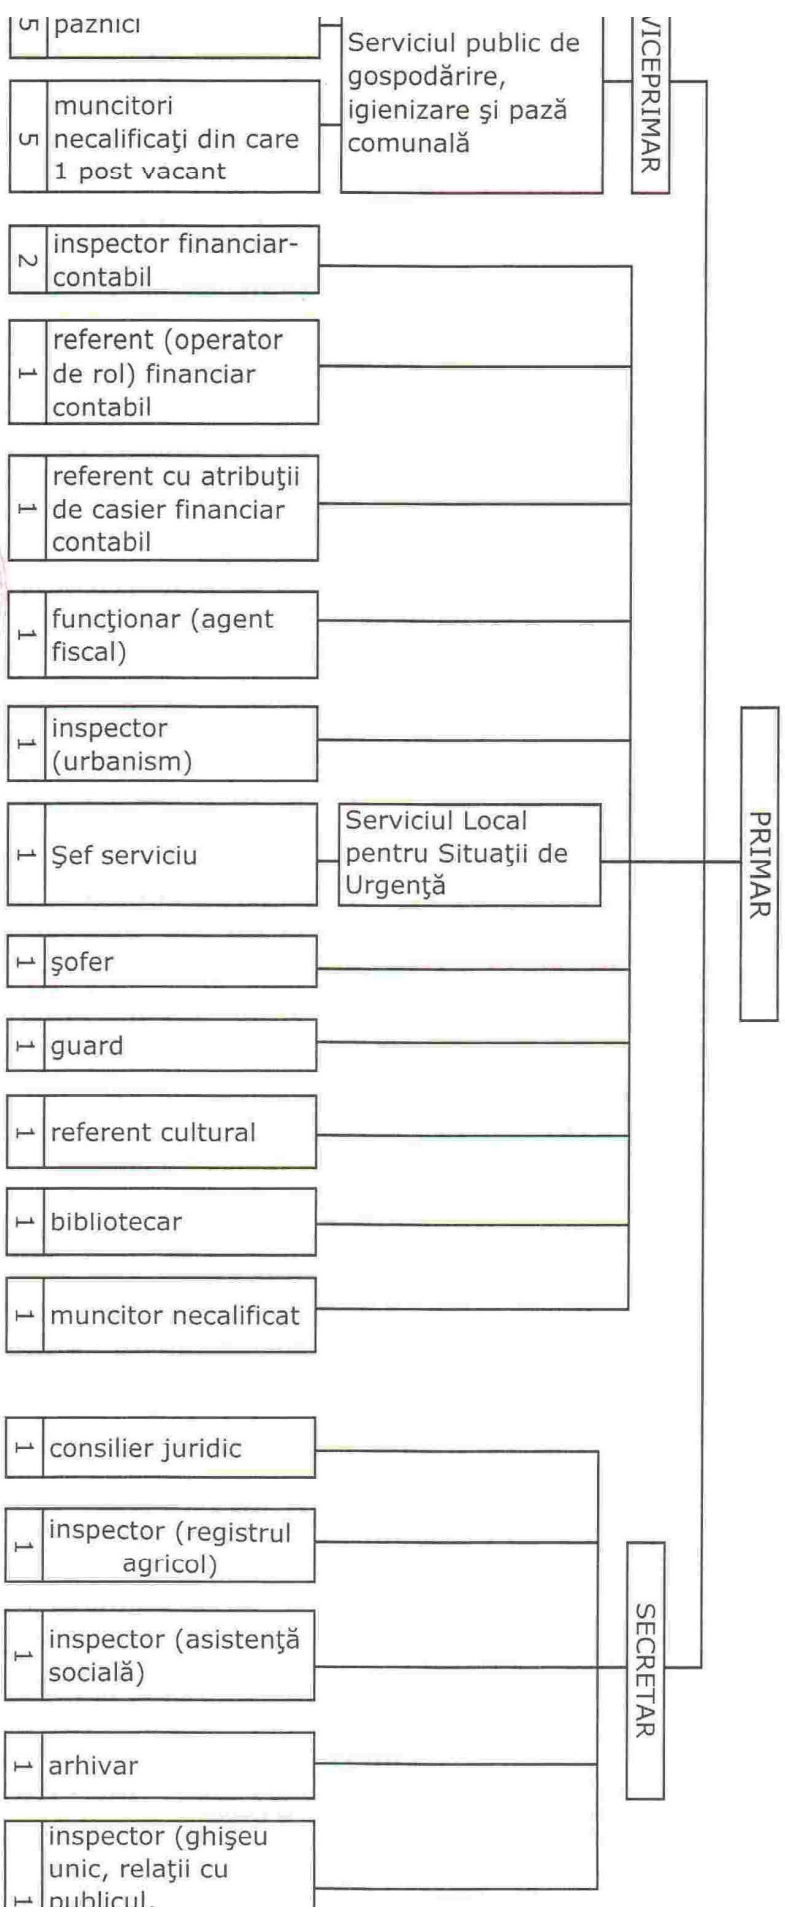 5
paznici
5
muncitori
necalificaţi din care
1 post vacant
Serviciul public de
gospodărire,
igienizare şi pază
comunală
VICEPRIMAR
2
inspector financiar-
contabil
1
referent (operator
de rol) financiar
contabil
1
referent cu atribuţii
de casier financiar
contabil
1
funcţionar (agent
fiscal)
1
inspector
(urbanism)
1
Şef serviciu
Serviciul Local
pentru Situaţii de
Urgenţă
PRIMAR
1
şofer
1
guard
1
referent cultural
1
bibliotecar
1
muncitor necalificat
1
consilier juridic
1
inspector (registrul
agricol)
1
inspector (asistenţă
socială)
SECRETAR
1
arhivar
1
inspector (ghişeu
unic, relaţii cu
publicul,